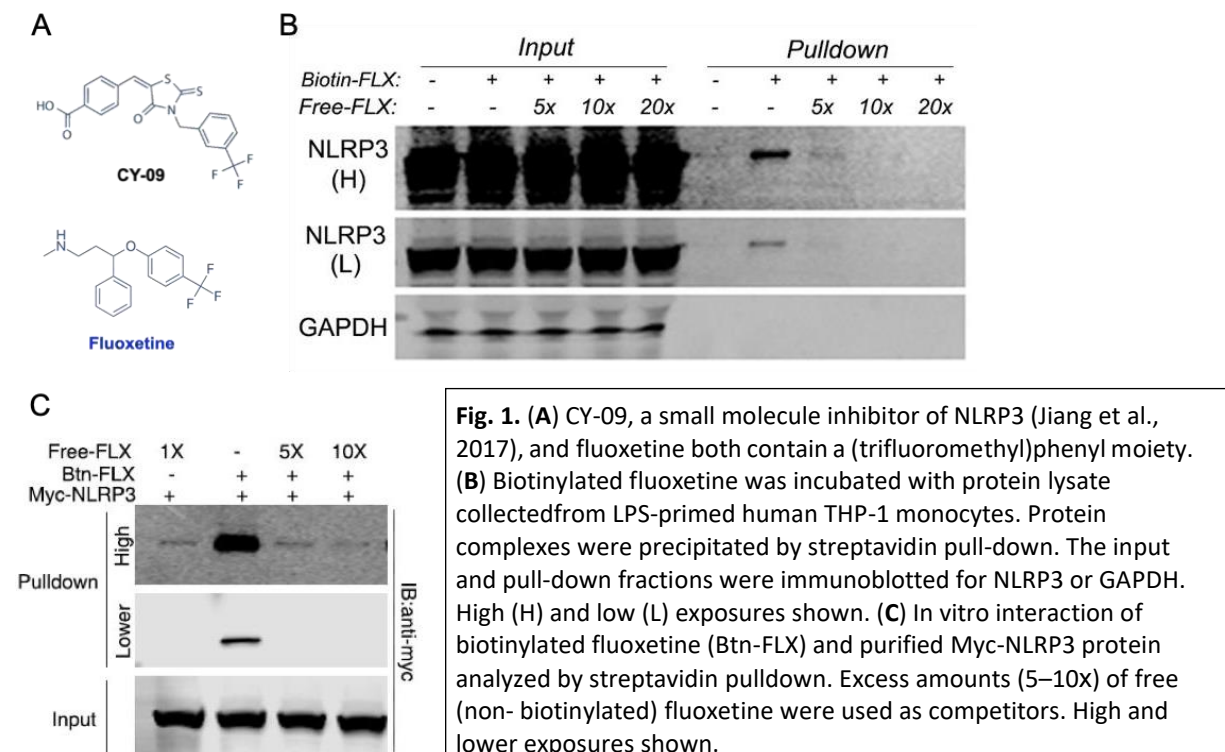 A
B
Input Pulldown
Biotin-FLX: - + + + + - + + + +
Free-FLX: - - 5x 10x 20x - - 5x 10x 20x
HO
O
S
S
O
N
F
F
F
CY-09
NLRP3
(H)
NLRP3
(L)
GAPDH
H
N
O
F
F
F
Fluoxetine
C
Free-FLX 1X - 5X 10X
Btn-FLX - + + +
Myc-NLRP3 + + + +
Pulldown
High
Lower
Input
IB:anti-myc
Fig. 1. (A) CY-09, a small molecule inhibitor of NLRP3 (Jiang et al.,
2017), and fluoxetine both contain a (trifluoromethyl)phenyl moiety.
(B) Biotinylated fluoxetine was incubated with protein lysate
collectedfrom LPS-primed human THP-1 monocytes. Protein
complexes were precipitated by streptavidin pull-down. The input
and pull-down fractions were immunoblotted for NLRP3 or GAPDH.
High (H) and low (L) exposures shown. (C) In vitro interaction of
biotinylated fluoxetine (Btn-FLX) and purified Myc-NLRP3 protein
analyzed by streptavidin pulldown. Excess amounts (5–10x) of free
(non- biotinylated) fluoxetine were used as competitors. High and
lower exposures shown.